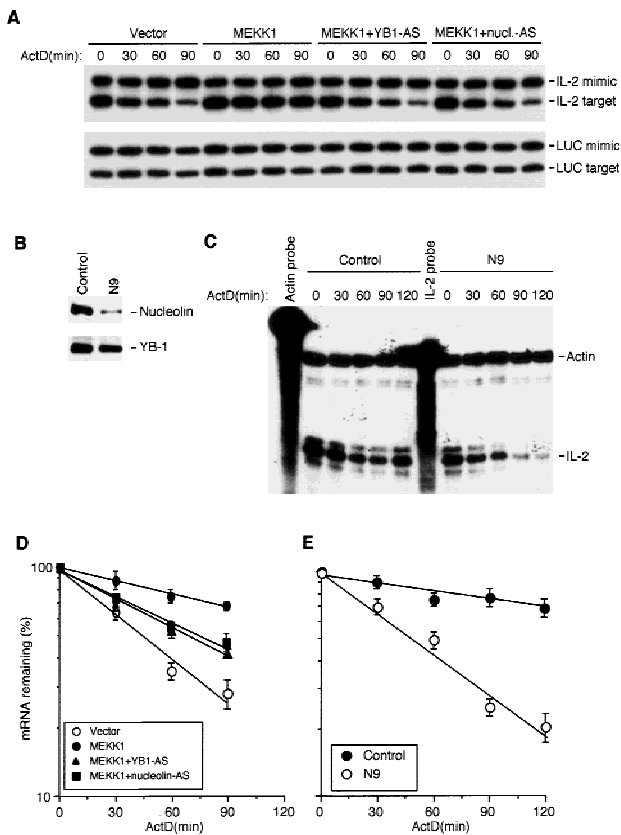 A
Vector MEKK1 MEKK1+YB1-AS MEKK1+nucl.-AS
ActD(min): 0 30 60 90 0 30 60 90 0 30 60 90 0 30 60 90
IL-2 mimic
IL-2 target
LUC mimic
LUC target
B
Control
N9
Nucleolin
YB-1
C
Actin probe
Control
IL-2 probe
N9
ActD(min): 0 30 60 90 120 0 30 60 90 120
Actin
IL-2
D
mRNA remaining (%)
100
10
Vector
MEKK1
MEKK1+YB1-AS
MEKK1+nucleolin-AS
0 30 60 90 120
ActD(min)
E
Control
N9
0 30 60 90 120
ActD(min)